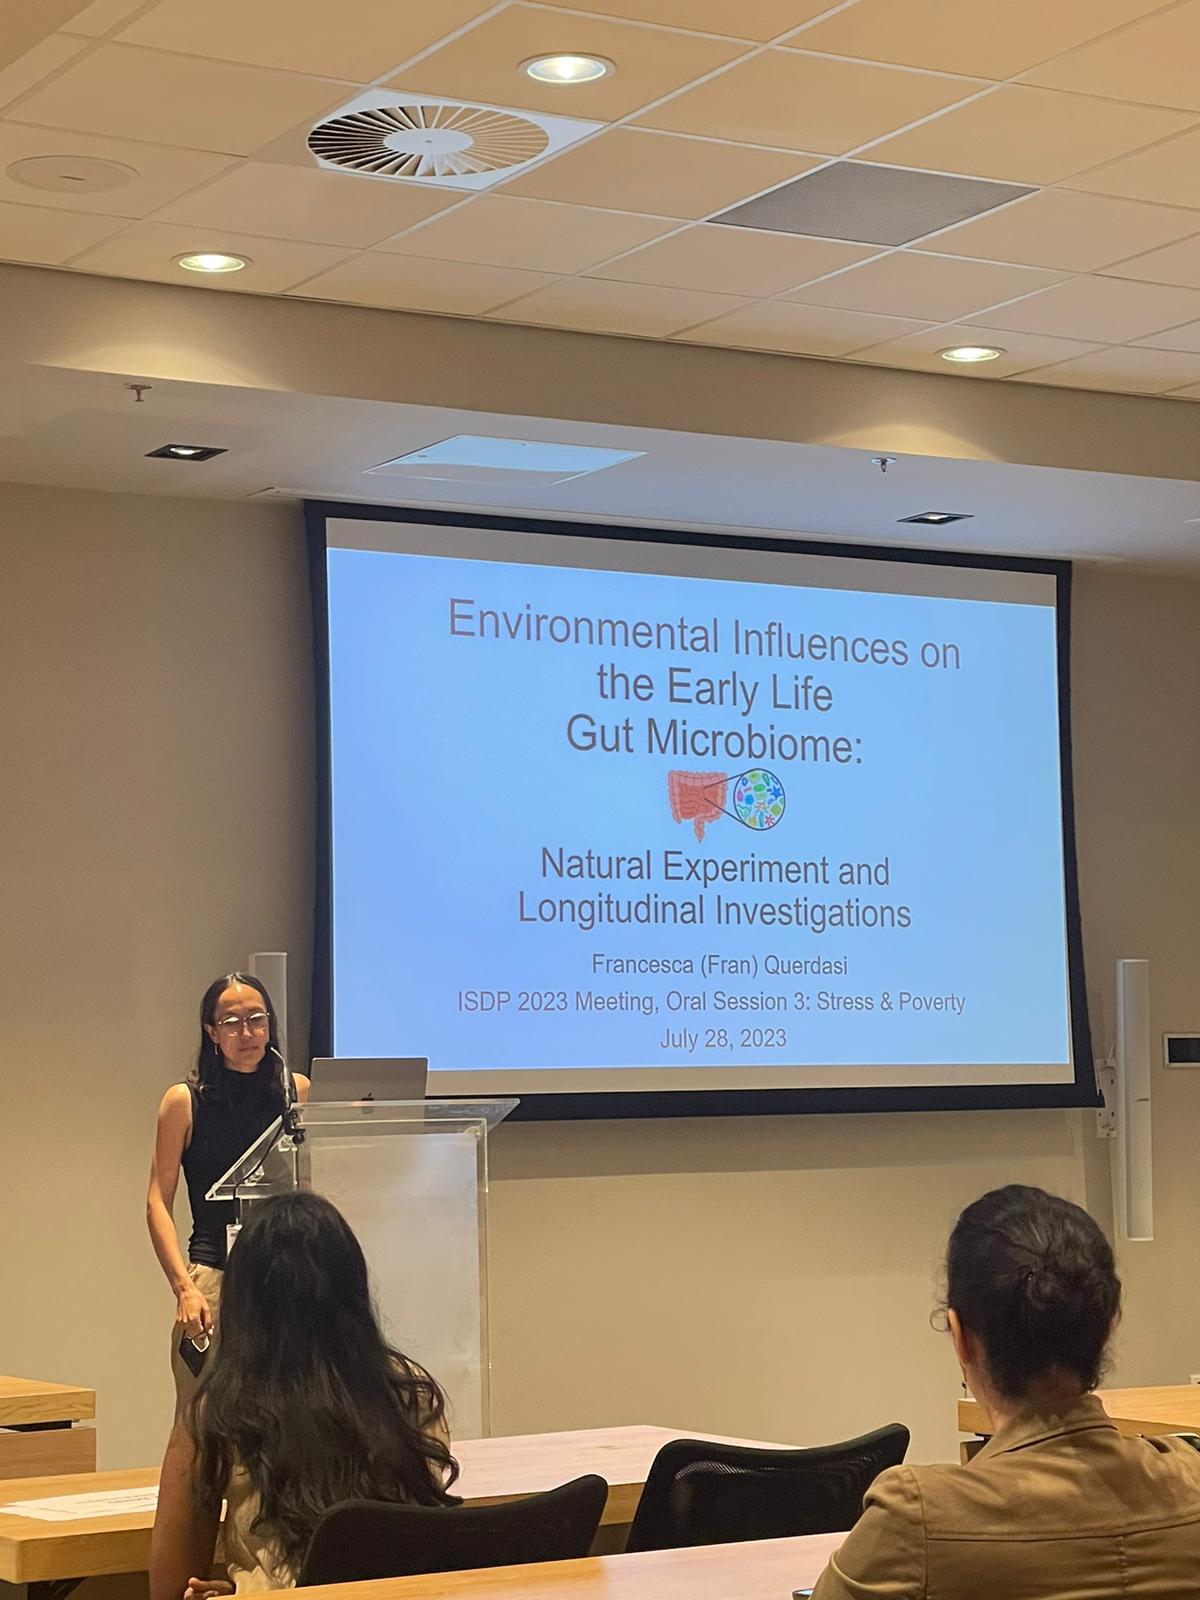 Environmental Influences on
the Early Life
Gut Microbiome:
Natural Experiment and
Longitudinal Investigations
Francesca (Fran) Querdasi
ISDP 2023 Meeting, Oral Session 3: Stress & Poverty
July 28, 2023